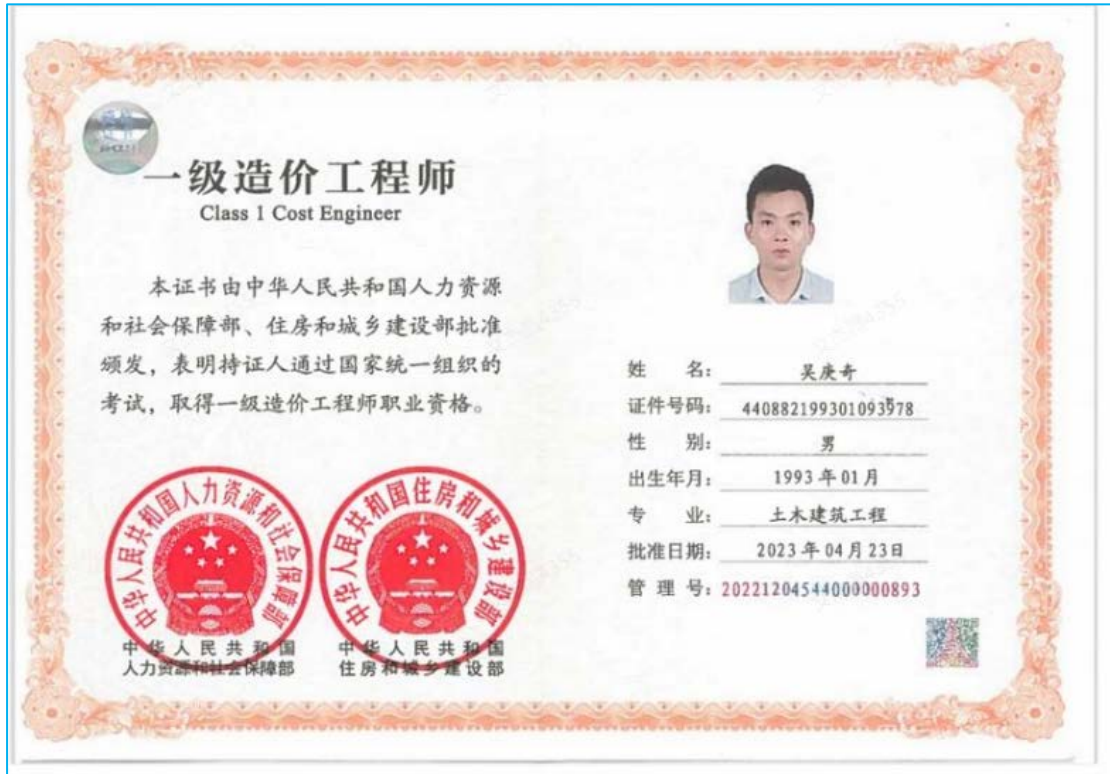 一级造价工程师
Class 1 Cost Engineer
本证书由中华人民共和国人力资源
和社会保障部、住房和城乡建设部批准
颁发，表明持证人通过国家统一组织的
考试，取得一级造价工程师职业资格。
中华人民共和国人力资源和社会保障部
中华人民共和国
人力资源和社会保障部
中华人民共和国住房和城乡建设部
中华人民共和国
住房和城乡建设部
姓 名： 吴庚奇
证件号码： 440882199301093978
性 别： 男
出生年月： 1993年01月
专 业： 土木建筑工程
批准日期： 2023年04月23日
管 理 号： 20221204544000000893